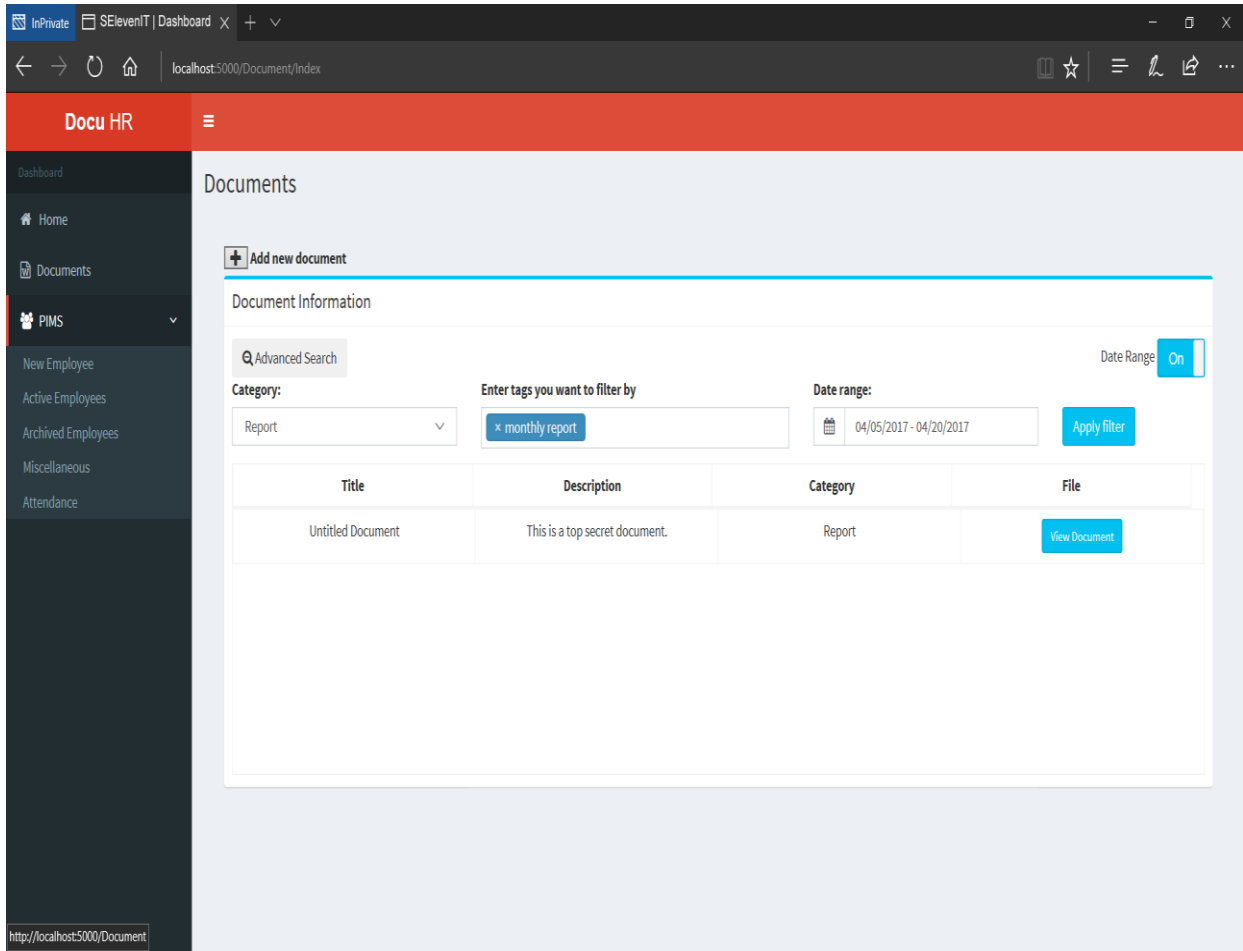 InPrivate SElevenIT | Dashboard
localhost:5000/Document/Index
Docu HR
Dashboard
Home
Documents
PIMS
New Employee
Active Employees
Archived Employees
Miscellaneous
Attendance
Documents
Add new document
Document Information
Advanced Search
Date Range On
Category: Enter tags you want to filter by Date range:
Report × monthly report 04/05/2017 - 04/20/2017 Apply filter
Title Description Category File
Untitled Document This is a top secret document. Report View Document
http://localhost:5000/Document